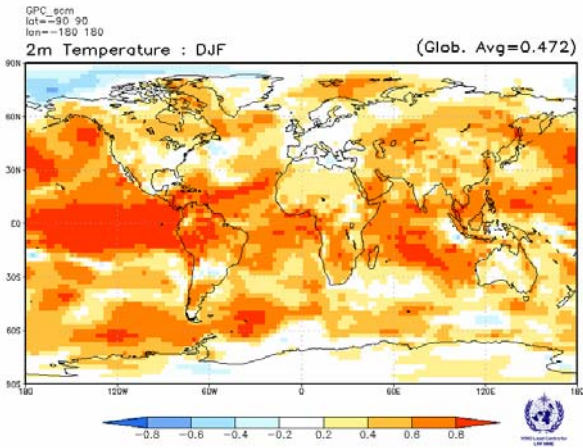 GPC_ecm
lat=-90 90
lon=-180 180
2m Temperature : DJF
(Glob. Avg=0.472)
90N
60N
30N
EQ
30S
60S
90S
180 120W 60W 0 60E 120E 180
-0.8 -0.6 -0.4 -0.2 0.2 0.4 0.6 0.8